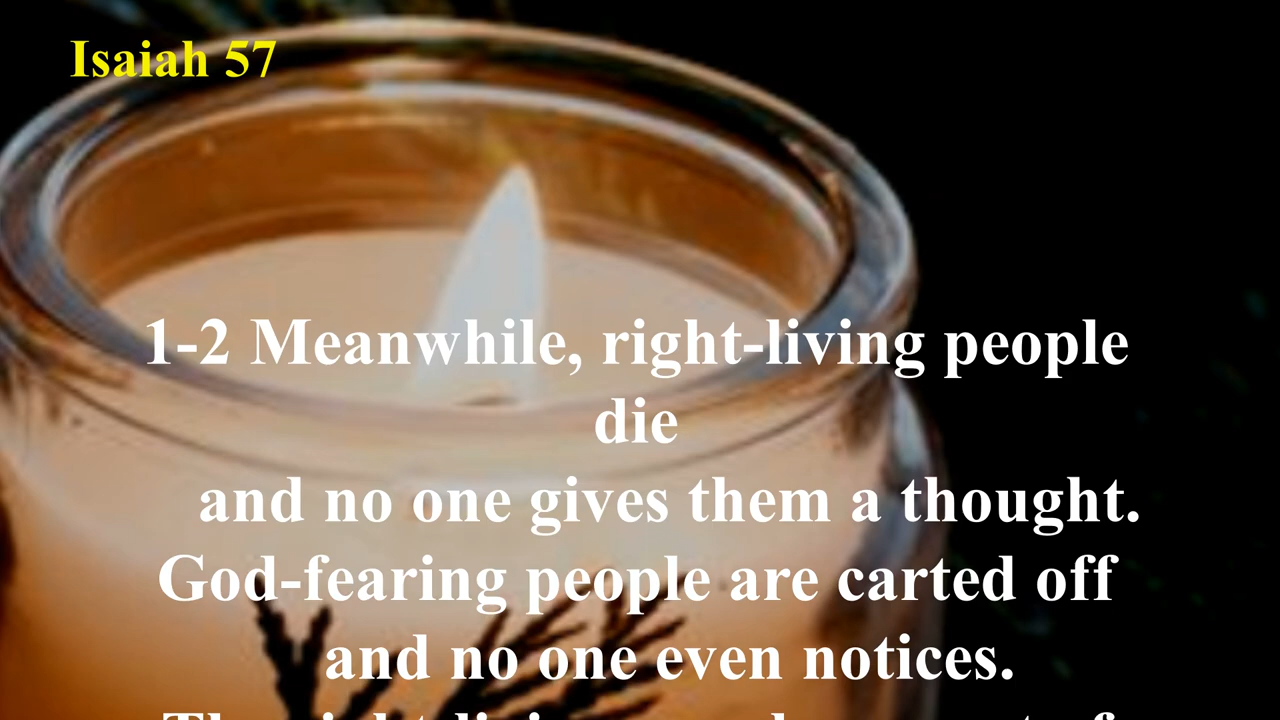 Isaiah 57
1-2 Meanwhile, right-living people
die
and no one gives them a thought.
God-fearing people are carted off
and no one even notices.